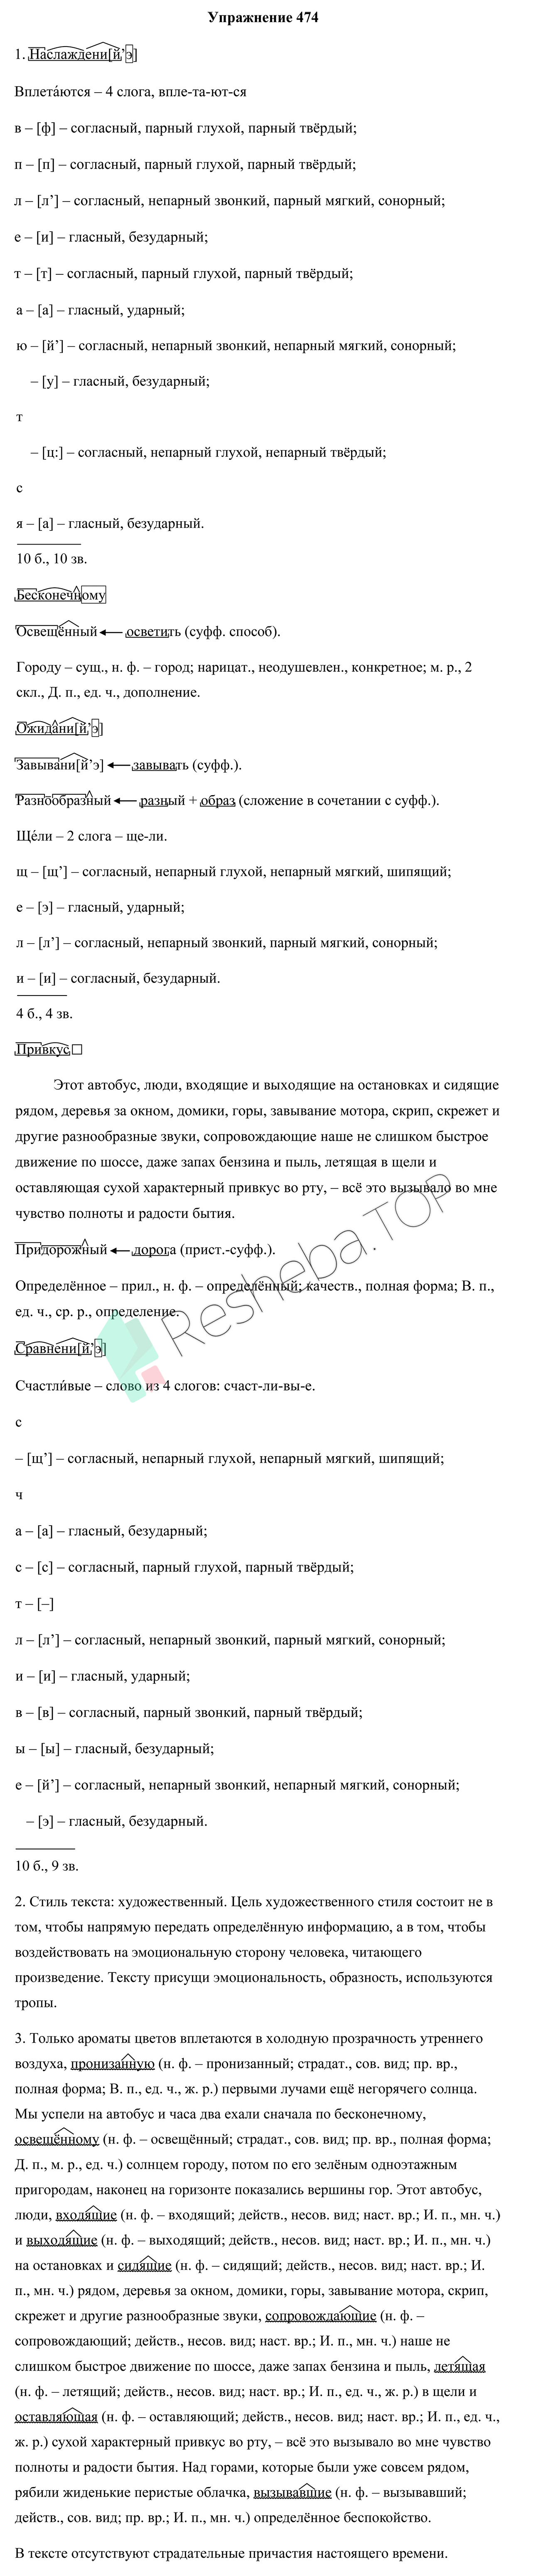 Упражнение 474
1. Наслаждени[й’э]
Вплета́ются – 4 слога, впле-та-ют-ся
в – [ф] – согласный, парный глухой, парный твёрдый;
п – [п] – согласный, парный глухой, парный твёрдый;
л – [л’] – согласный, непарный звонкий, парный мягкий, сонорный;
е – [и] – гласный, безударный;
т – [т] – согласный, парный глухой, парный твёрдый;
а – [а] – гласный, ударный;
ю – [й’] – согласный, непарный звонкий, непарный мягкий, сонорный;
– [у] – гласный, безударный;
т
– [ц:] – согласный, непарный глухой, непарный твёрдый;
с
я – [а] – гласный, безударный.
10 б., 10 зв.
Бесконечному
Освещённый ← осветить (суфф. способ).
Городу – сущ., н. ф. – город; нарицат., неодушевлен., конкретное; м. р., 2
скл., Д. п., ед. ч., дополнение.
Ожидани[й’э]
Завывани[й’э] ← завывать (суфф.).
Разнообразный ← разный + образ (сложение в сочетании с суфф.).
Ще́ли – 2 слога – ще-ли.
щ – [щ’] – согласный, непарный глухой, непарный мягкий, шипящий;
е – [э] – гласный, ударный;
л – [л’] – согласный, непарный звонкий, парный мягкий, сонорный;
и – [и] – согласный, безударный.
4 б., 4 зв.
Привкус
Этот автобус, люди, входящие и выходящие на остановках и сидящие
рядом, деревья за окном, домики, горы, завывание мотора, скрип, скрежет и
другие разнообразные звуки, сопровождающие наше не слишком быстрое
движение по шоссе, даже запах бензина и пыль, летящая в щели и
оставляющая сухой характерный привкус во рту, – всё это вызывало во мне
чувство полноты и радости бытия.
Придорожный ← дорога (прист.-суфф.).
Определённое – прил., н. ф. – определённый; качеств., полная форма; В. п.,
ед. ч., ср. р., определение.
Сравнени[й’э]
Счастли́вые – слово из 4 слогов: счаст-ли-вы-е.
с
– [щ’] – согласный, непарный глухой, непарный мягкий, шипящий;
ч
а – [а] – гласный, безударный;
с – [с] – согласный, парный глухой, парный твёрдый;
т – [–]
л – [л’] – согласный, непарный звонкий, парный мягкий, сонорный;
и – [и] – гласный, ударный;
в – [в] – согласный, парный звонкий, парный твёрдый;
ы – [ы] – гласный, безударный;
е – [й’] – согласный, непарный звонкий, непарный мягкий, сонорный;
– [э] – гласный, безударный.
10 б., 9 зв.
2. Стиль текста: художественный. Цель художественного стиля состоит не в
том, чтобы напрямую передать определённую информацию, а в том, чтобы
воздействовать на эмоциональную сторону человека, читающего
произведение. Тексту присущи эмоциональность, образность, используются
тропы.
3. Только ароматы цветов вплетаются в холодную прозрачность утреннего
воздуха, пронизанную (н. ф. – пронизанный; страдат., сов. вид; пр. вр.,
полная форма; В. п., ед. ч., ж. р.) первыми лучами ещё негорячего солнца.
Мы успели на автобус и часа два ехали сначала по бесконечному,
освещённому (н. ф. – освещённый; страдат., сов. вид; пр. вр., полная форма;
Д. п., м. р., ед. ч.) солнцем городу, потом по его зелёным одноэтажным
пригородам, наконец на горизонте показались вершины гор. Этот автобус,
люди, входящие (н. ф. – входящий; действ., несов. вид; наст. вр.; И. п., мн. ч.)
и выходящие (н. ф. – выходящий; действ., несов. вид; наст. вр.; И. п., мн. ч.)
на остановках и сидящие (н. ф. – сидящий; действ., несов. вид; наст. вр.; И.
п., мн. ч.) рядом, деревья за окном, домики, горы, завывание мотора, скрип,
скрежет и другие разнообразные звуки, сопровождающие (н. ф. –
сопровождающий; действ., несов. вид; наст. вр.; И. п., мн. ч.) наше не
слишком быстрое движение по шоссе, даже запах бензина и пыль, летящая
(н. ф. – летящий; действ., несов. вид; наст. вр.; И. п., ед. ч., ж. р.) в щели и
оставляющая (н. ф. – оставляющий; действ., несов. вид; наст. вр.; И. п., ед. ч.,
ж. р.) сухой характерный привкус во рту, – всё это вызывало во мне чувство
полноты и радости бытия. Над горами, которые были уже совсем рядом,
рябили жиденькие перистые облачка, вызывавшие (н. ф. – вызывавший;
действ., сов. вид; пр. вр.; И. п., мн. ч.) определённое беспокойство.
В тексте отсутствуют страдательные причастия настоящего времени.
Resheba.TOP